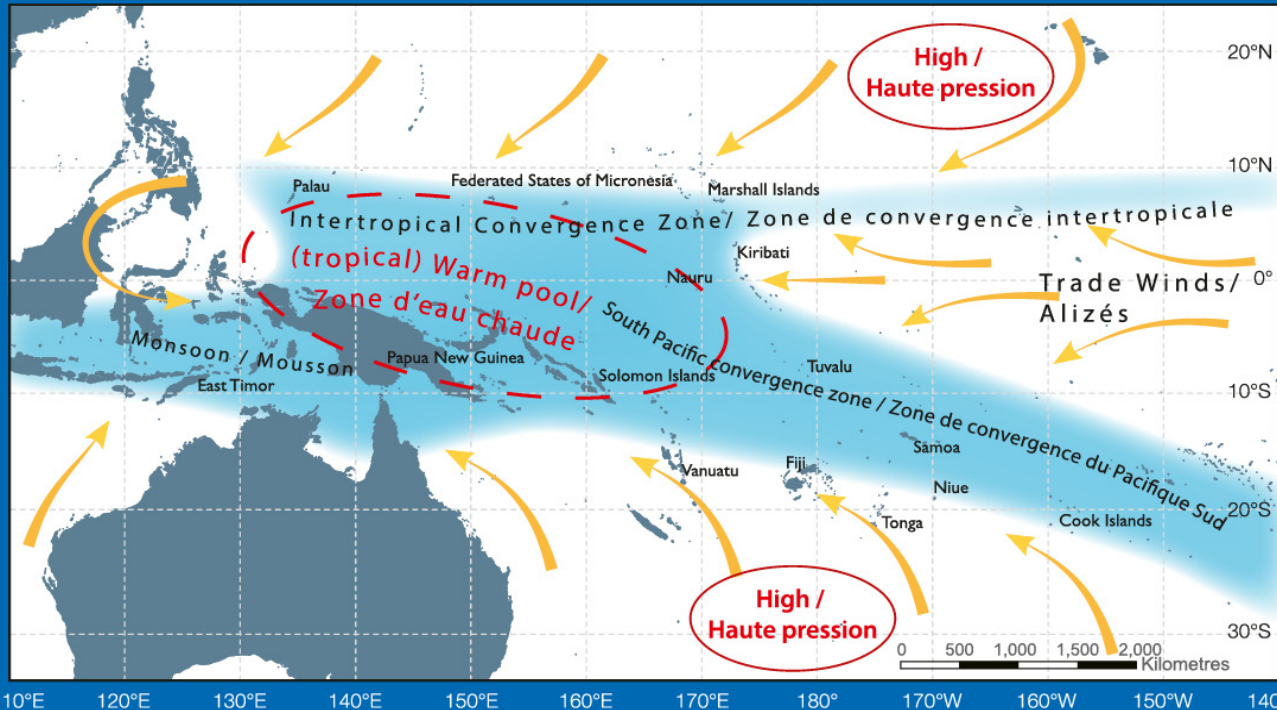 High /
Haute pression
20°N
10°N
Palau
Federated States of Micronesia
Marshall Islands
Intertropical Convergence Zone/ Zone de convergence intertropicale
(tropical) Warm pool/
Zone d'eau chaude
Kiribati
Nauru
0°
Trade Winds/
Alizés
South Pacific convergence zone / Zone de convergence du Pacifique Sud
Monsoon / Mousson
Papua New Guinea
East Timor
Solomon Islands
Tuvalu
10°S
Samoa
Vanuatu
Fiji
Niue
Tonga
Cook Islands
20°S
High /
Haute pression
30°S
0 500 1,000 1,500 2,000
Kilometres
10°E 120°E 130°E 140°E 150°E 160°E 170°E 180° 170°W 160°W 150°W 140